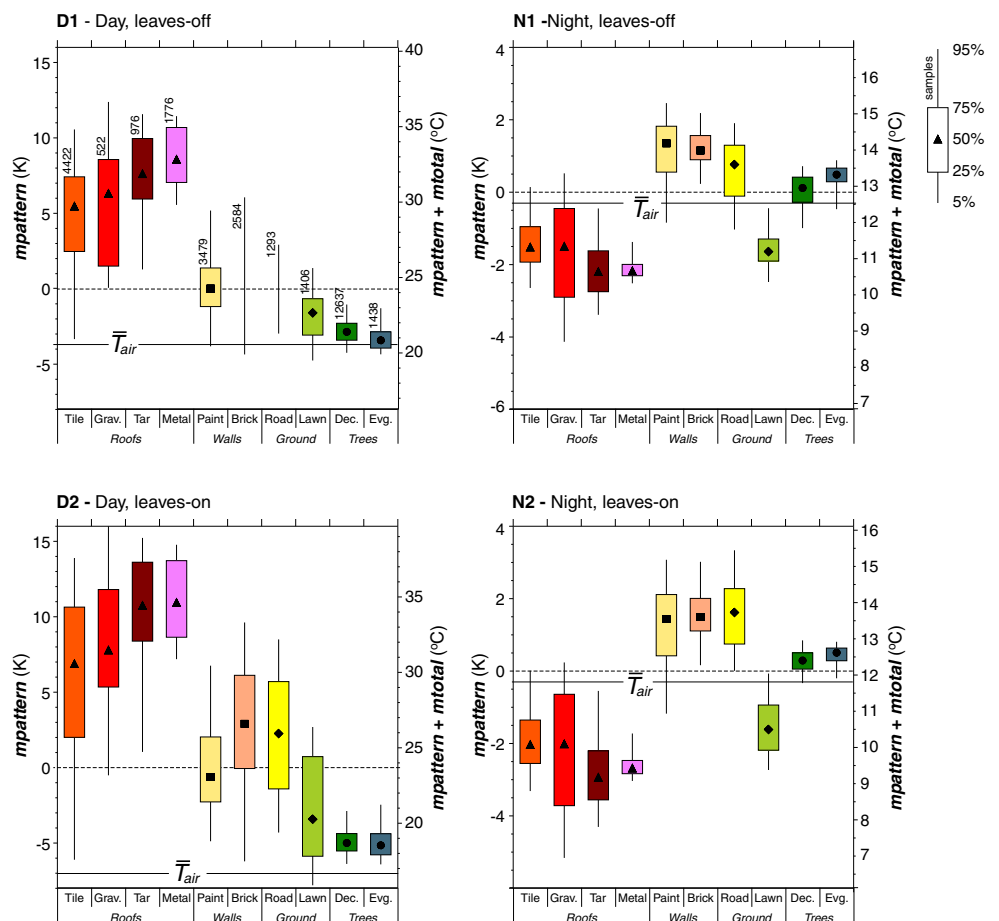 D1 - Day, leaves-off
15
10
5
0
-5
mpattern (K)
40
35
30
25
20
mpattern + mtotal (°C)
4422
522
976
1776
3479
2584
1293
1406
12637
1438
T̿air
Tile Grav. Tar Metal Paint Brick Road Lawn Dec. Evg.
Roofs Walls Ground Trees
N1 -Night, leaves-off
4
2
0
-2
-4
-6
mpattern (K)
16
15
14
13
12
11
10
9
8
7
mpattern + mtotal (°C)
T̿air
Tile Grav. Tar Metal Paint Brick Road Lawn Dec. Evg.
Roofs Walls Ground Trees
samples
95%
75%
50%
25%
5%
D2 - Day, leaves-on
15
10
5
0
-5
mpattern (K)
35
30
25
20
mpattern + mtotal (°C)
T̿air
Tile Grav. Tar Metal Paint Brick Road Lawn Dec. Evg.
Roofs Walls Ground Trees
N2 - Night, leaves-on
4
2
0
-2
-4
mpattern (K)
16
15
14
13
12
11
10
9
8
7
mpattern + mtotal (°C)
T̿air
Tile Grav. Tar Metal Paint Brick Road Lawn Dec. Evg.
Roofs Walls Ground Trees